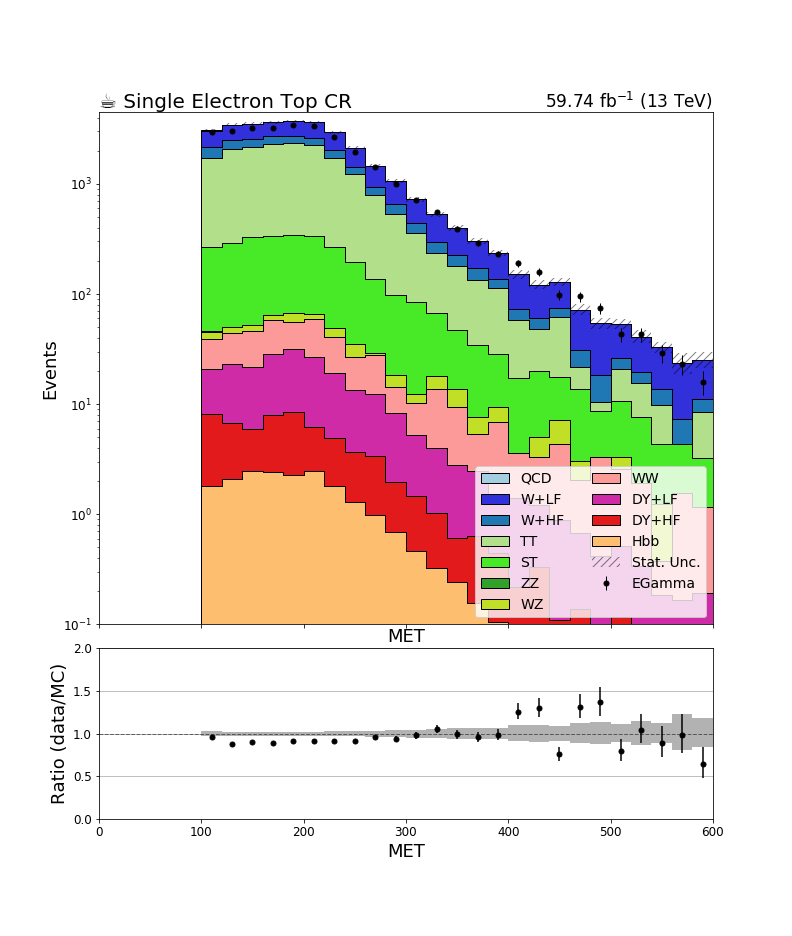 ☕ Single Electron Top CR
59.74 fb⁻¹ (13 TeV)
Events
10³
10²
10¹
10⁰
10⁻¹
QCD
W+LF
W+HF
TT
ST
ZZ
WZ
WW
DY+LF
DY+HF
Hbb
Stat. Unc.
EGamma
MET
Ratio (data/MC)
2.0
1.5
1.0
0.5
0.0
0 100 200 300 400 500 600
MET